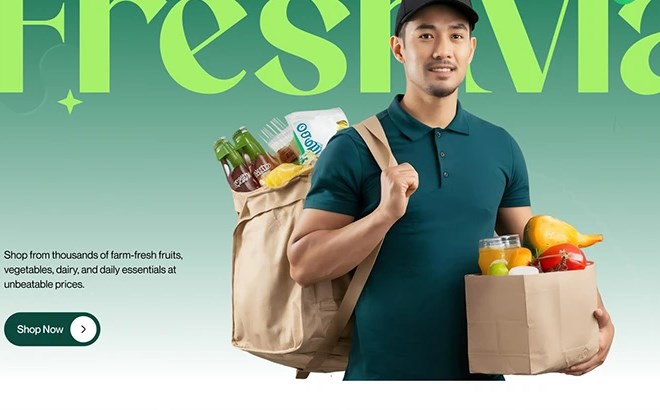 FreshMa
Shop from thousands of farm-fresh fruits,
vegetables, dairy, and daily essentials at
unbeatable prices.
Shop Now